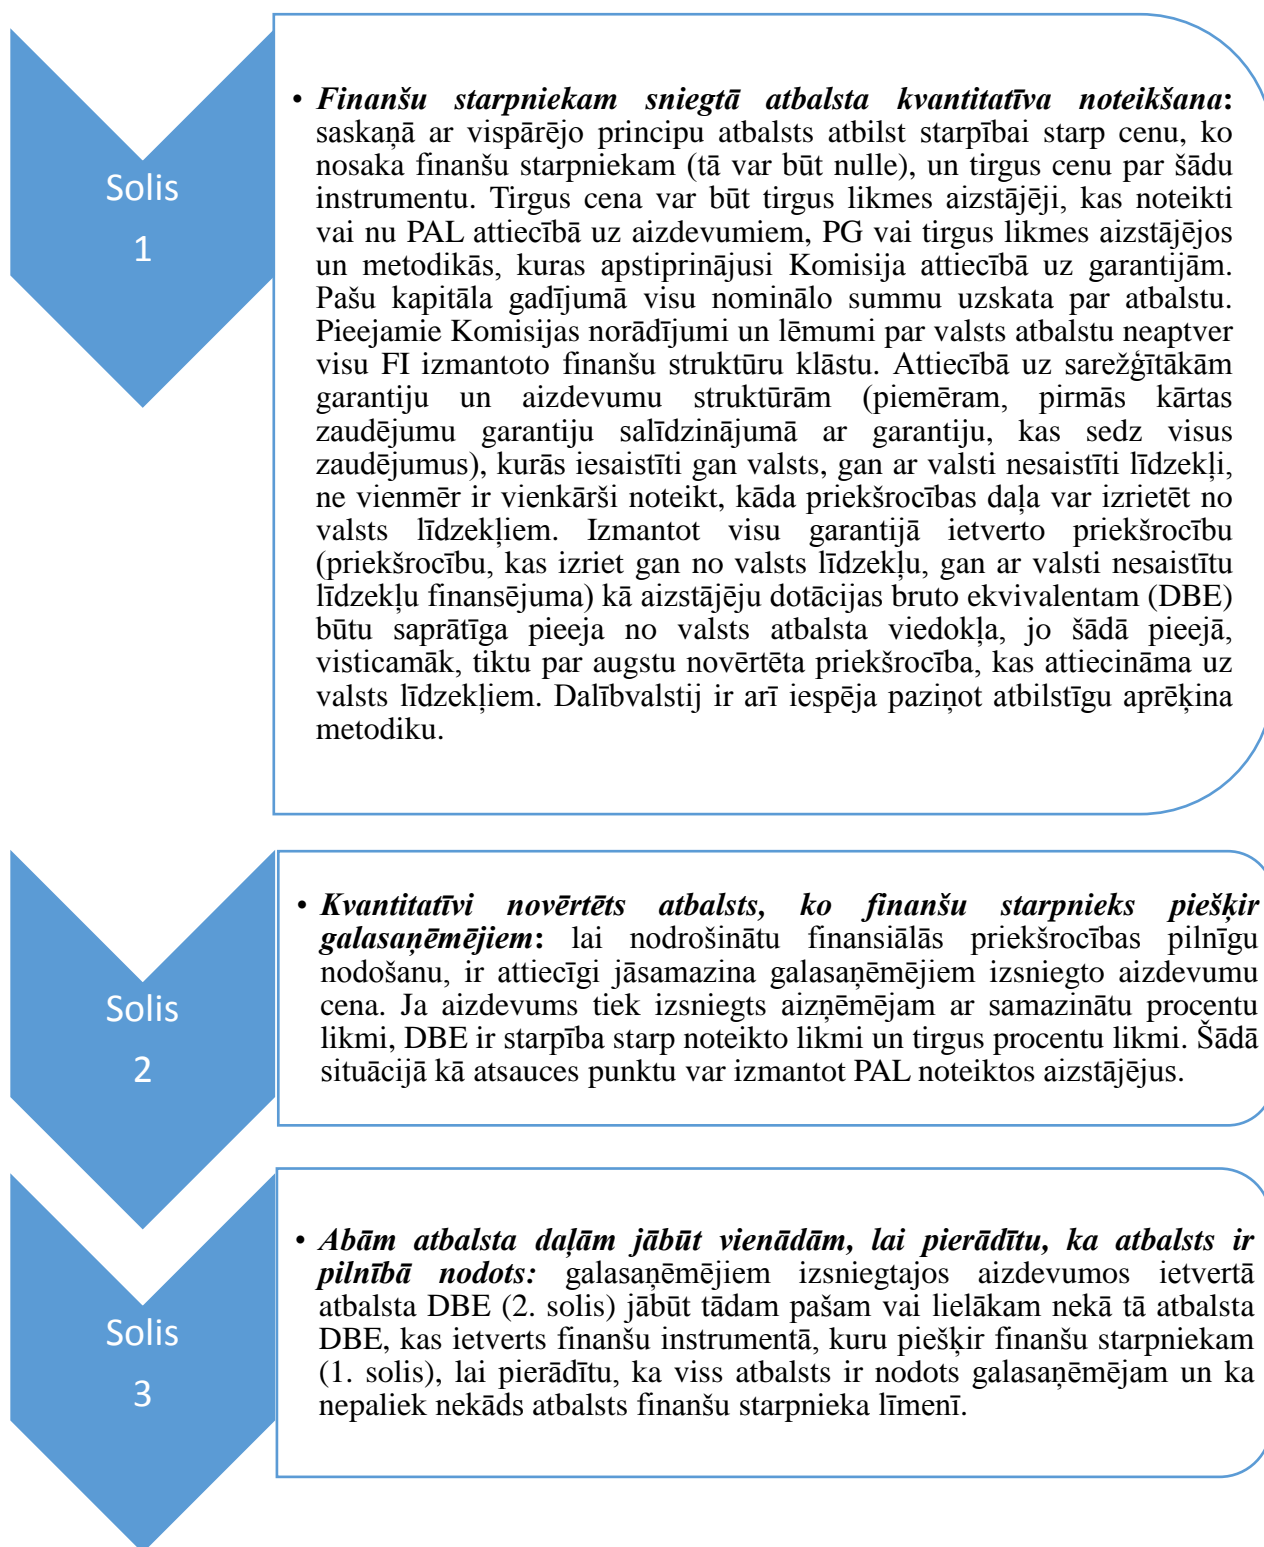 Solis
1
• Finanšu starpniekam sniegtā atbalsta kvantitatīva noteikšana:
saskaņā ar vispārējo principu atbalsts atbilst starpībai starp cenu, ko
nosaka finanšu starpniekam (tā var būt nulle), un tirgus cenu par šādu
instrumentu. Tirgus cena var būt tirgus likmes aizstājēji, kas noteikti
vai nu PAL attiecībā uz aizdevumiem, PG vai tirgus likmes aizstājējos
un metodikās, kuras apstiprinājusi Komisija attiecībā uz garantijām.
Pašu kapitāla gadījumā visu nominālo summu uzskata par atbalstu.
Pieejamie Komisijas norādījumi un lēmumi par valsts atbalstu neaptver
visu FI izmantoto finanšu struktūru klāstu. Attiecībā uz sarežģītākām
garantiju un aizdevumu struktūrām (piemēram, pirmās kārtas
zaudējumu garantiju salīdzinājumā ar garantiju, kas sedz visus
zaudējumus), kurās iesaistīti gan valsts, gan ar valsti nesaistīti līdzekļi,
ne vienmēr ir vienkārši noteikt, kāda priekšrocības daļa var izrietēt no
valsts līdzekļiem. Izmantot visu garantijā ietverto priekšrocību
(priekšrocību, kas izriet gan no valsts līdzekļu, gan ar valsti nesaistītu
līdzekļu finansējuma) kā aizstājēju dotācijas bruto ekvivalentam (DBE)
būtu saprātīga pieeja no valsts atbalsta viedokļa, jo šādā pieejā,
visticamāk, tiktu par augstu novērtēta priekšrocība, kas attiecināma uz
valsts līdzekļiem. Dalībvalstij ir arī iespēja paziņot atbilstīgu aprēķina
metodiku.
Solis
2
• Kvantitatīvi novērtēts atbalsts, ko finanšu starpnieks piešķir
galasaņēmējiem: lai nodrošinātu finansiālās priekšrocības pilnīgu
nodošanu, ir attiecīgi jāsamazina galasaņēmējiem izsniegto aizdevumu
cena. Ja aizdevums tiek izsniegts aizņēmējam ar samazinātu procentu
likmi, DBE ir starpība starp noteikto likmi un tirgus procentu likmi. Šādā
situācijā kā atsauces punktu var izmantot PAL noteiktos aizstājējus.
Solis
3
• Abām atbalsta daļām jābūt vienādām, lai pierādītu, ka atbalsts ir
pilnībā nodots: galasaņēmējiem izsniegtajos aizdevumos ietvertā
atbalsta DBE (2. solis) jābūt tādam pašam vai lielākam nekā tā atbalsta
DBE, kas ietverts finanšu instrumentā, kuru piešķir finanšu starpniekam
(1. solis), lai pierādītu, ka viss atbalsts ir nodots galasaņēmējam un ka
nepaliek nekāds atbalsts finanšu starpnieka līmenī.